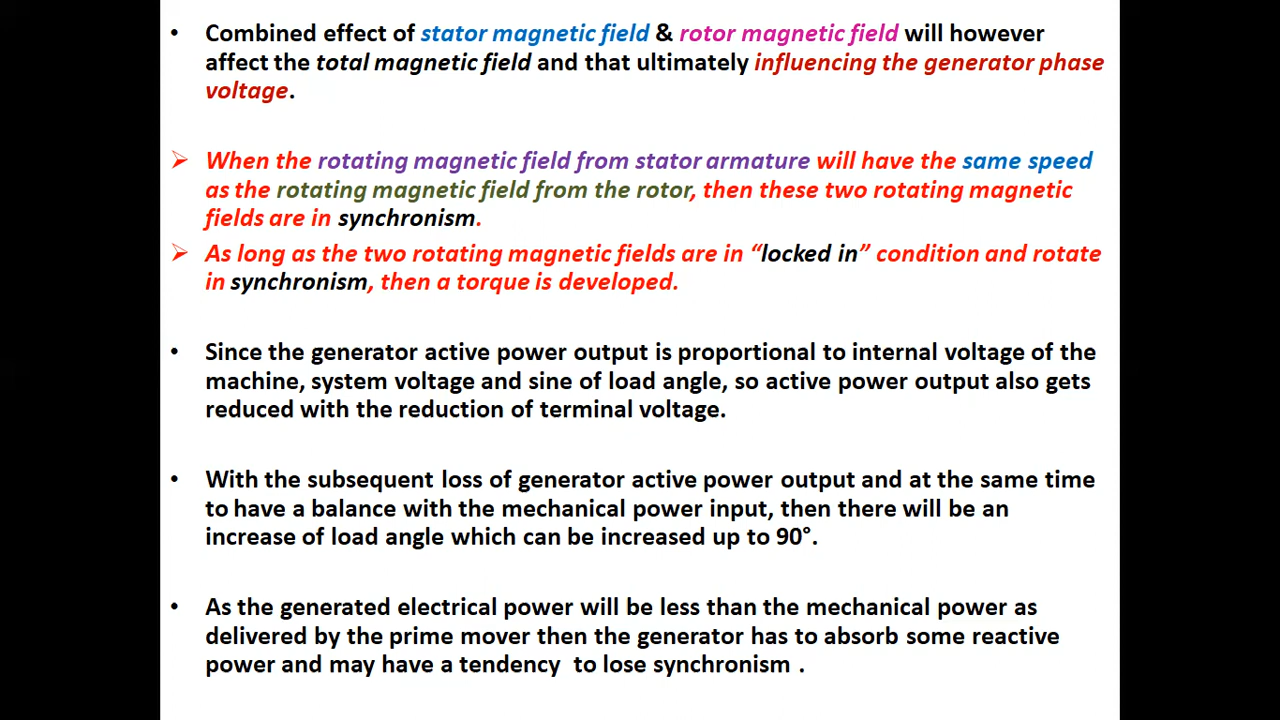 • Combined effect of stator magnetic field & rotor magnetic field will however
affect the total magnetic field and that ultimately influencing the generator phase
voltage.
➢ When the rotating magnetic field from stator armature will have the same speed
as the rotating magnetic field from the rotor, then these two rotating magnetic
fields are in synchronism.
➢ As long as the two rotating magnetic fields are in “locked in” condition and rotate
in synchronism, then a torque is developed.
• Since the generator active power output is proportional to internal voltage of the
machine, system voltage and sine of load angle, so active power output also gets
reduced with the reduction of terminal voltage.
• With the subsequent loss of generator active power output and at the same time
to have a balance with the mechanical power input, then there will be an
increase of load angle which can be increased up to 90°.
• As the generated electrical power will be less than the mechanical power as
delivered by the prime mover then the generator has to absorb some reactive
power and may have a tendency  to lose synchronism .